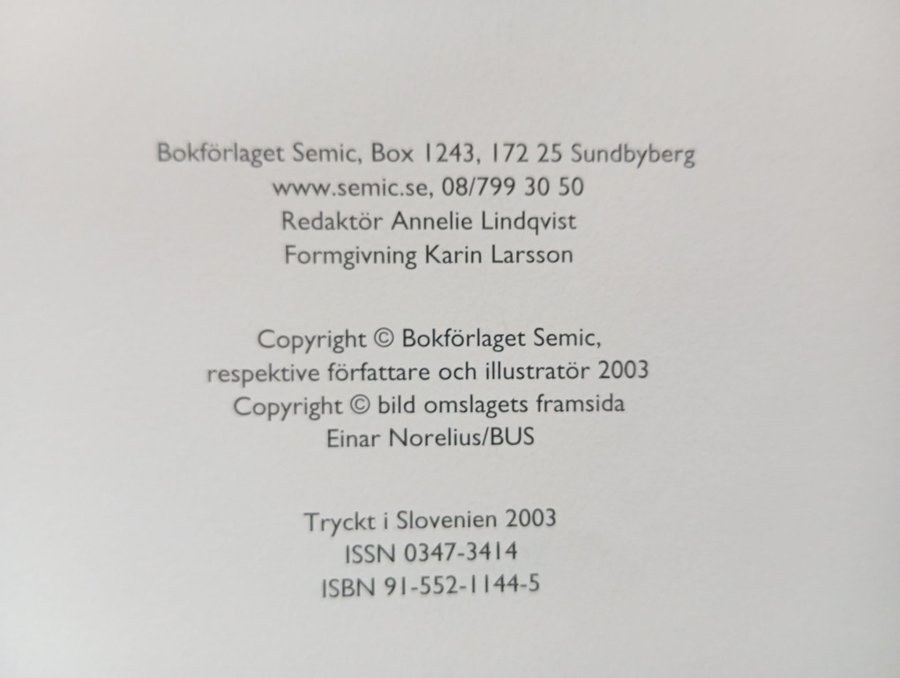 Bokförlaget Semic, Box 1243, 172 25 Sundbyberg
www.semic.se, 08/799 30 50
Redaktör Annelie Lindqvist
Formgivning Karin Larsson
Copyright © Bokförlaget Semic,
respektive författare och illustratör 2003
Copyright © bild omslagets framsida
Einar Norelius/BUS
Tryckt i Slovenien 2003
ISSN 0347-3414
ISBN 91-552-1144-5